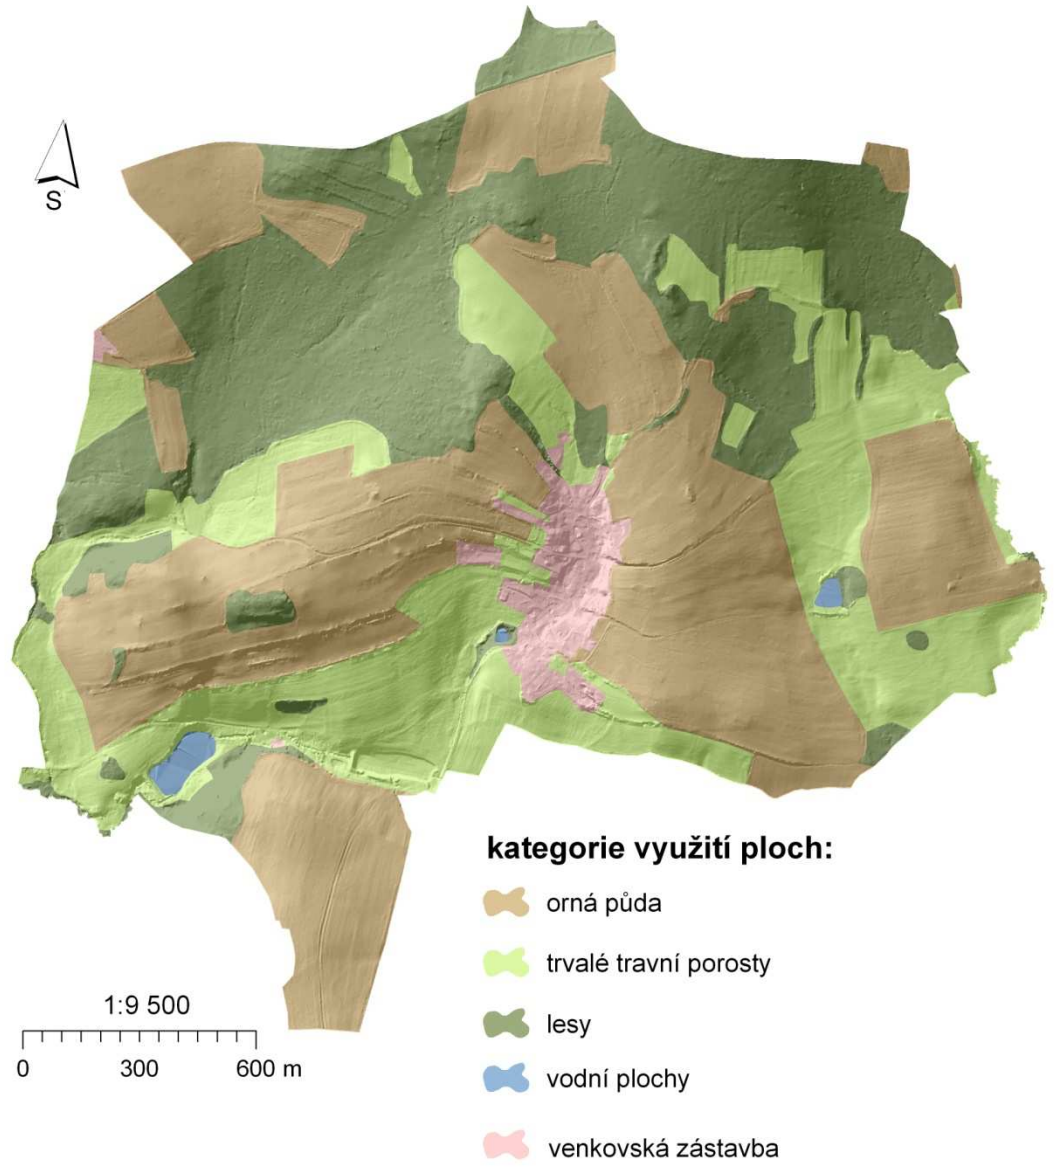 S
kategorie využití ploch:
orná půda
trvalé travní porosty
lesy
vodní plochy
venkovská zástavba
1:9 500
0 300 600 m